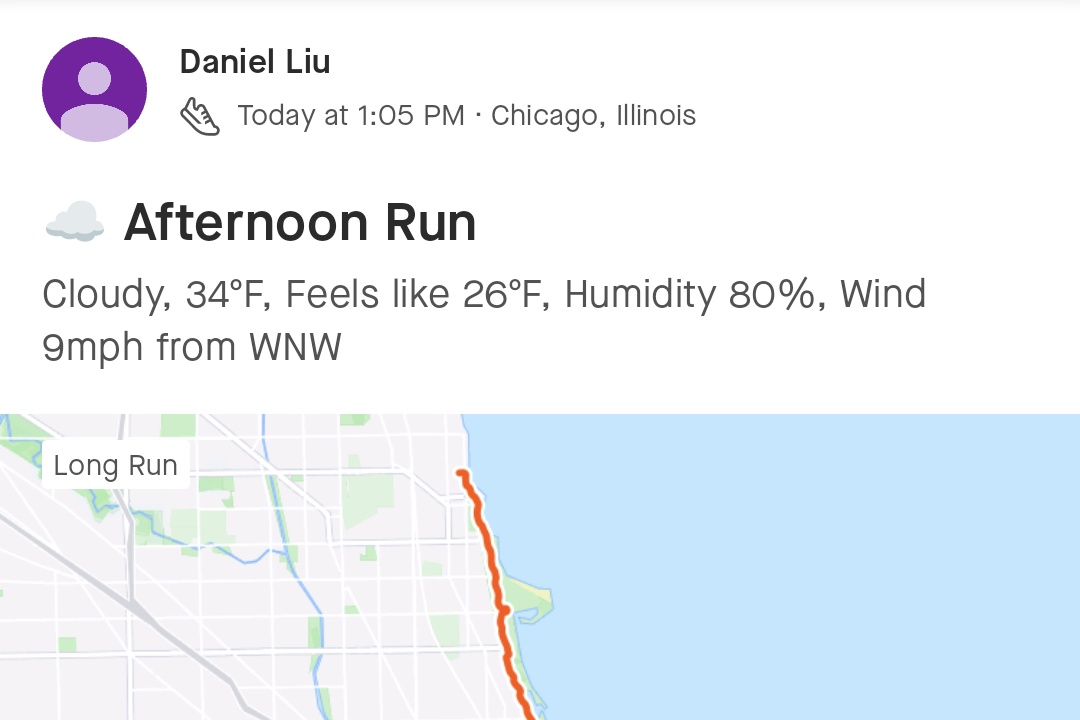 Daniel Liu
Today at 1:05 PM · Chicago, Illinois
Afternoon Run
Cloudy, 34°F, Feels like 26°F, Humidity 80%, Wind
9mph from WNW
Long Run